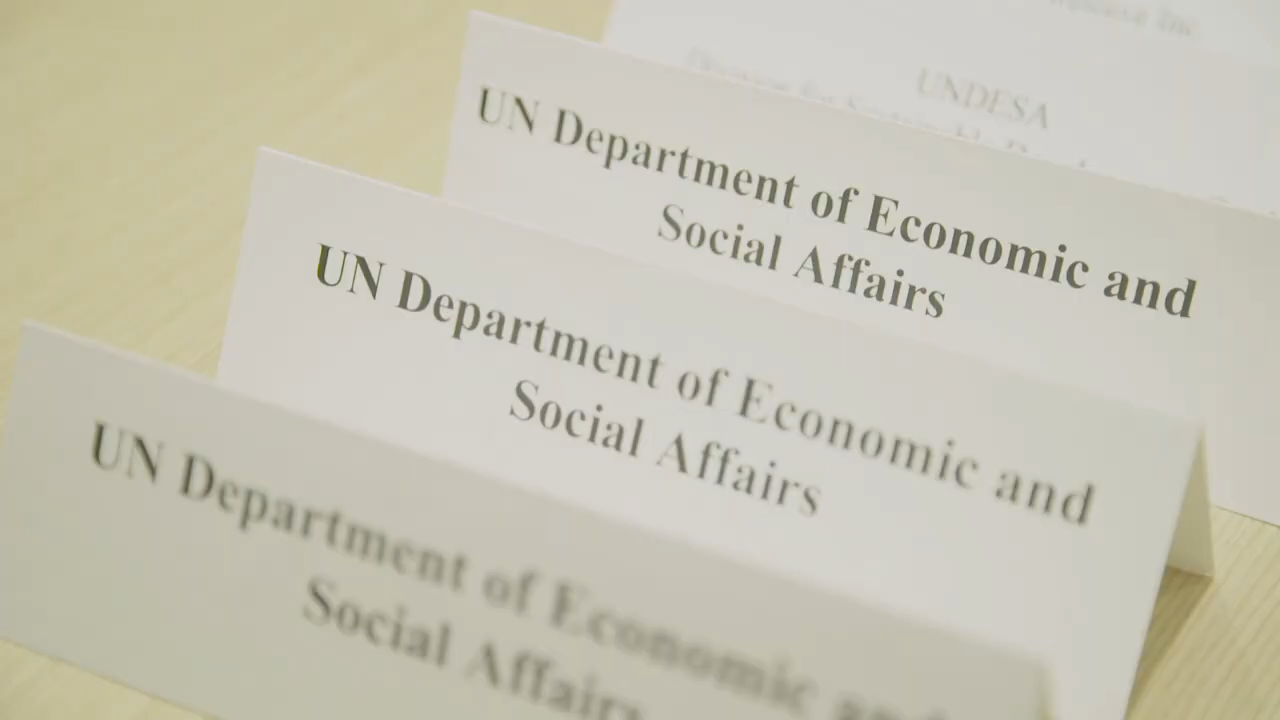 UNDESA
UN Department of Economic and
Social Affairs
UN Department of Economic and
Social Affairs
UN Department of Economic and
Social Affairs